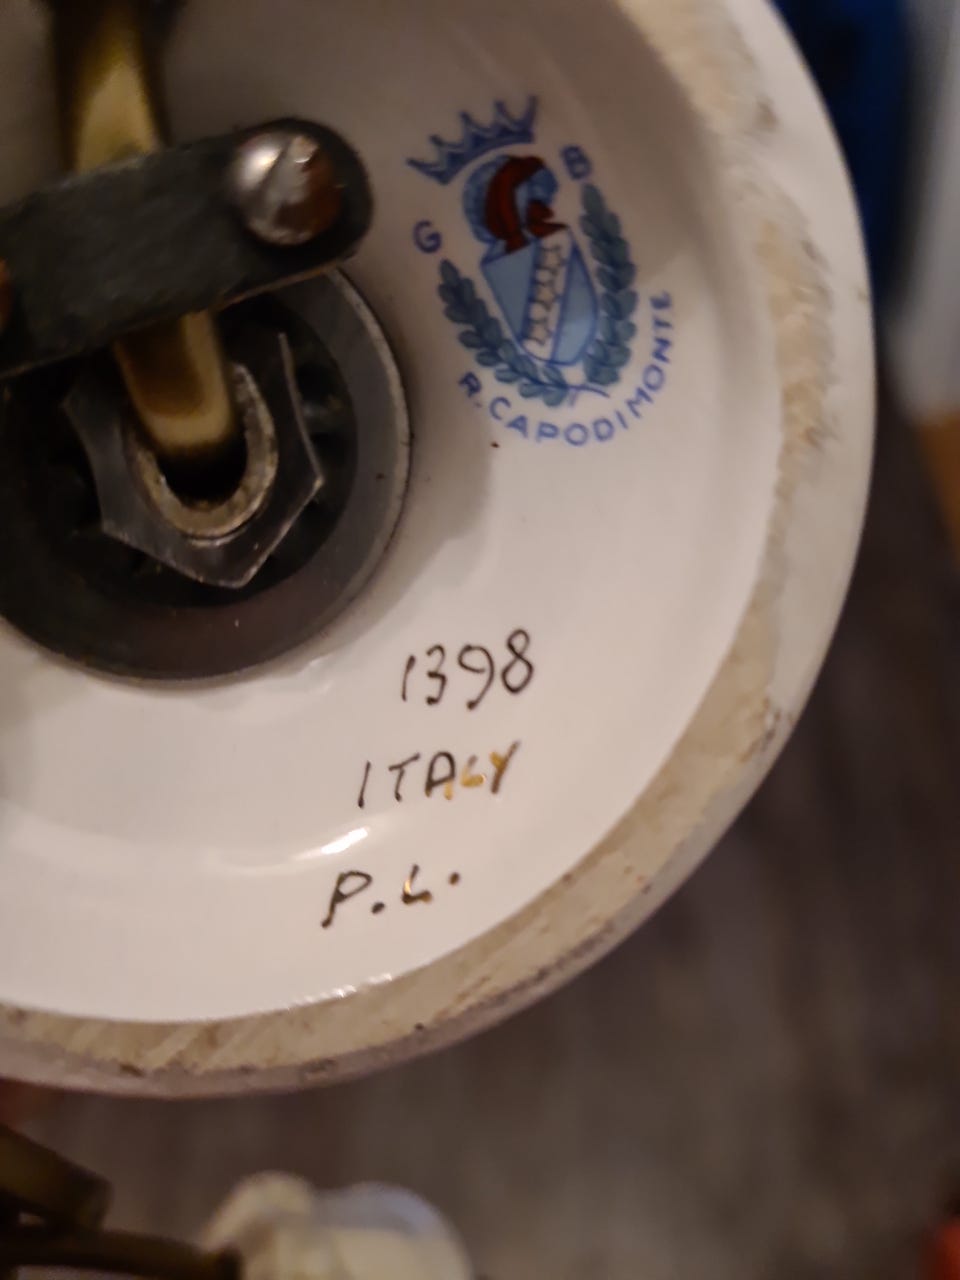 G B
R. CAPODIMONTE
1398
ITALY
P.L.